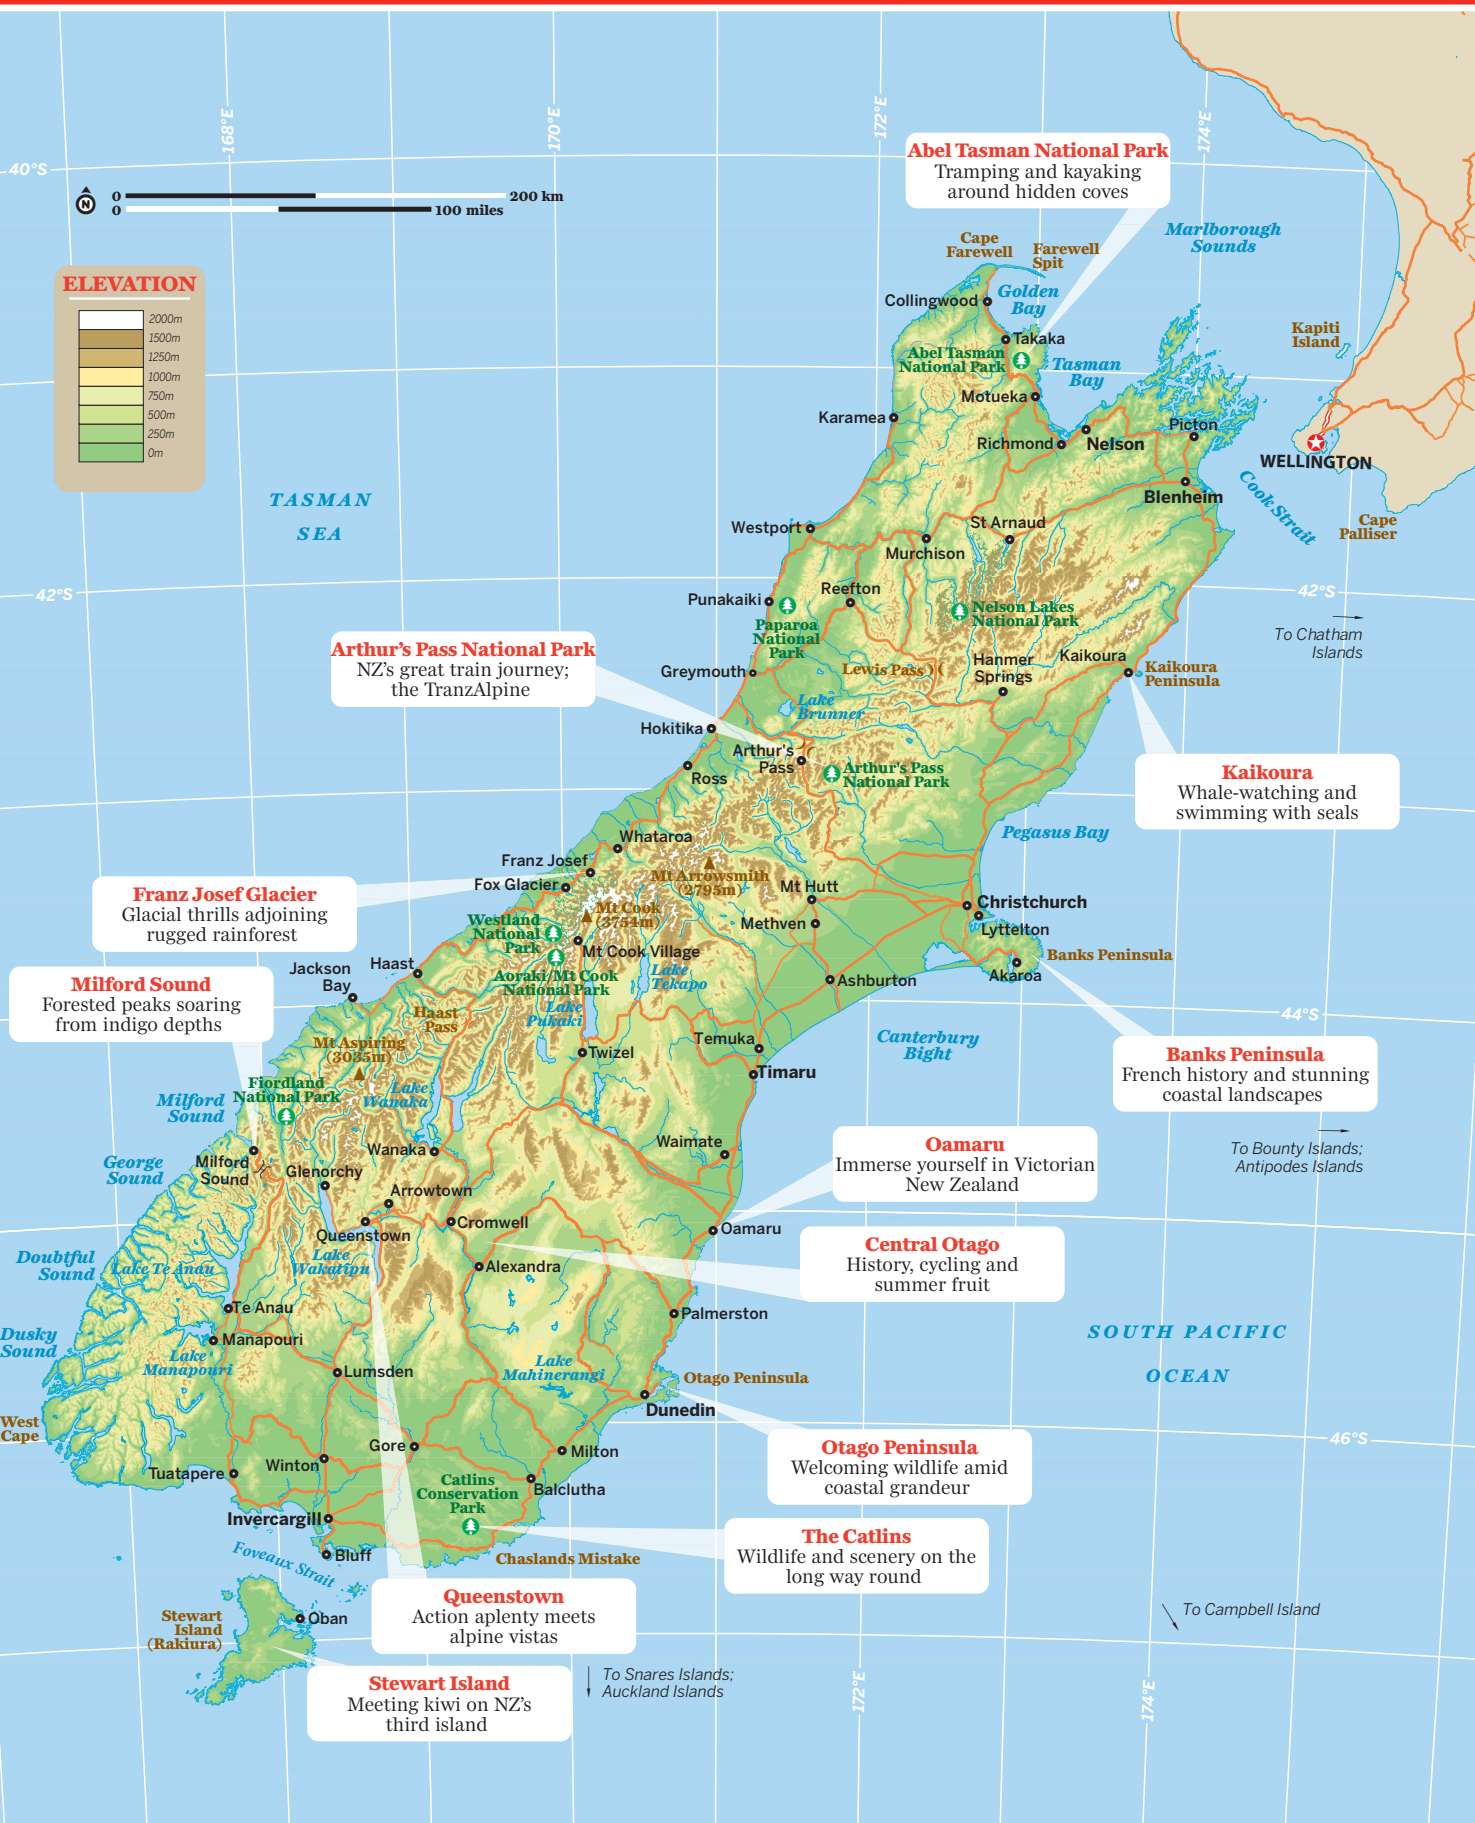 168°E
170°E
172°E
174°E
40°S
0
200 km
0
100 miles
N
Abel Tasman National Park
Tramping and kayaking
around hidden coves
Marlborough
Sounds
Cape
Farewell
Farewell
Spit
ELEVATION
2000m
1500m
1250m
1000m
750m
500m
250m
0m
Collingwood
Golden
Bay
Takaka
Abel Tasman
National Park
Tasman
Bay
Kapiti
Island
Motueka
Karamea
Richmond
Nelson
Picton
WELLINGTON
Blenheim
Cook Strait
Cape
Palliser
TASMAN
SEA
Westport
St Arnaud
Murchison
42°S
42°S
Punakaiki
Reefton
Nelson Lakes
National Park
Paparoa
National
Park
To Chatham
Islands
Arthur's Pass National Park
NZ's great train journey;
the TranzAlpine
Greymouth
Lewis Pass
Hanmer
Springs
Kaikoura
Kaikoura
Peninsula
Lake
Brunner
Hokitika
Arthur's
Pass
Ross
Arthur's Pass
National Park
Kaikoura
Whale-watching and
swimming with seals
Whataroa
Pegasus Bay
Franz Josef
Fox Glacier
Mt Arrowsmith
(2795m)
Mt Hutt
Franz Josef Glacier
Glacial thrills adjoining
rugged rainforest
Mt Cook
(3754m)
Christchurch
Westland
National
Park
Methven
Lyttelton
Mt Cook Village
Banks Peninsula
Akaroa
Haast
Jackson
Bay
Aoraki/Mt Cook
National Park
Lake
Tekapo
Ashburton
Milford Sound
Forested peaks soaring
from indigo depths
Haast
Pass
Lake
Pukaki
44°S
Mt Aspiring
(3035m)
Twizel
Temuka
Canterbury
Bight
Timaru
Banks Peninsula
French history and stunning
coastal landscapes
Fiordland
National Park
Lake
Wanaka
Milford
Sound
To Bounty Islands;
Antipodes Islands
Waimate
Wanaka
Oamaru
Immerse yourself in Victorian
New Zealand
George
Sound
Milford
Sound
Glenorchy
Arrowtown
Queenstown
Cromwell
Oamaru
Central Otago
History, cycling and
summer fruit
Doubtful
Sound
Lake Te Anau
Lake
Wakatipu
Alexandra
Te Anau
Palmerston
Dusky
Sound
Manapouri
Lake
Manapouri
SOUTH PACIFIC
OCEAN
Lumsden
Lake
Mahinerangi
Otago Peninsula
Dunedin
West
Cape
46°S
Gore
Milton
Otago Peninsula
Welcoming wildlife amid
coastal grandeur
Winton
Tuatapere
Catlins
Conservation
Park
Balclutha
Invercargill
The Catlins
Wildlife and scenery on the
long way round
Bluff
Foveaux Strait
Chaslands Mistake
Queenstown
Action aplenty meets
alpine vistas
Oban
Stewart
Island
(Rakiura)
To Campbell Island
Stewart Island
Meeting kiwi on NZ's
third island
To Snares Islands;
Auckland Islands
172°E
174°E